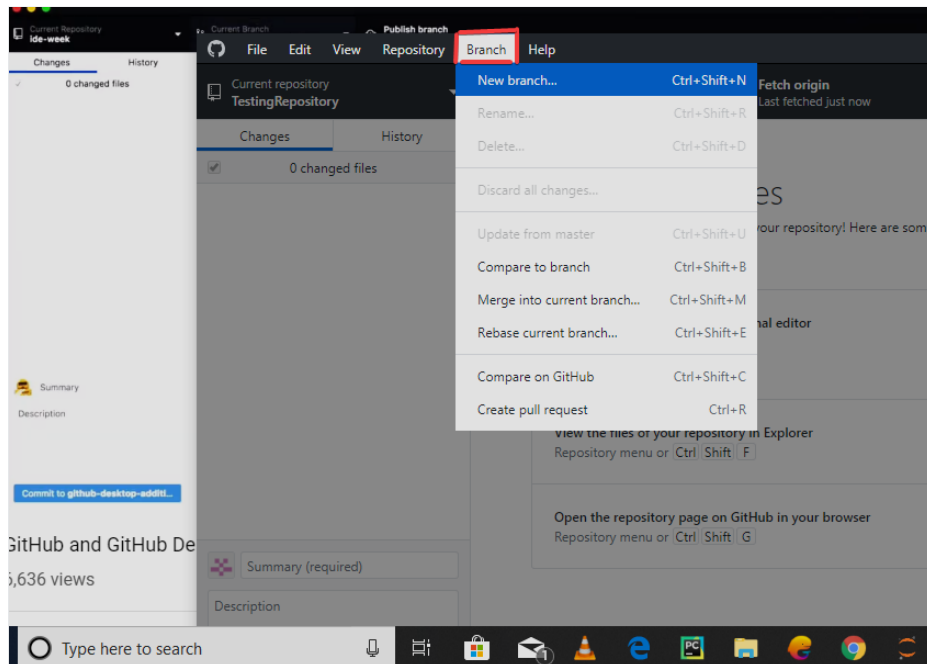 Current Repository
ide-week
Current Branch
Publish branch
Changes
History
0 changed files
Summary
Description
Commit to github-desktop-additi...
GitHub and GitHub De
6,636 views
File Edit View Repository Branch Help
Current repository
TestingRepository
Fetch origin
Last fetched just now
Changes
History
0 changed files
New branch... Ctrl+Shift+N
Rename... Ctrl+Shift+R
Delete... Ctrl+Shift+D
Discard all changes...
Update from master Ctrl+Shift+U
Compare to branch Ctrl+Shift+B
Merge into current branch... Ctrl+Shift+M
Rebase current branch... Ctrl+Shift+E
Compare on GitHub Ctrl+Shift+C
Create pull request Ctrl+R
es
your repository! Here are som
nal editor
View the files of your repository in Explorer
Repository menu or Ctrl Shift F
Open the repository page on GitHub in your browser
Repository menu or Ctrl Shift G
Summary (required)
Description
Type here to search
1
PC